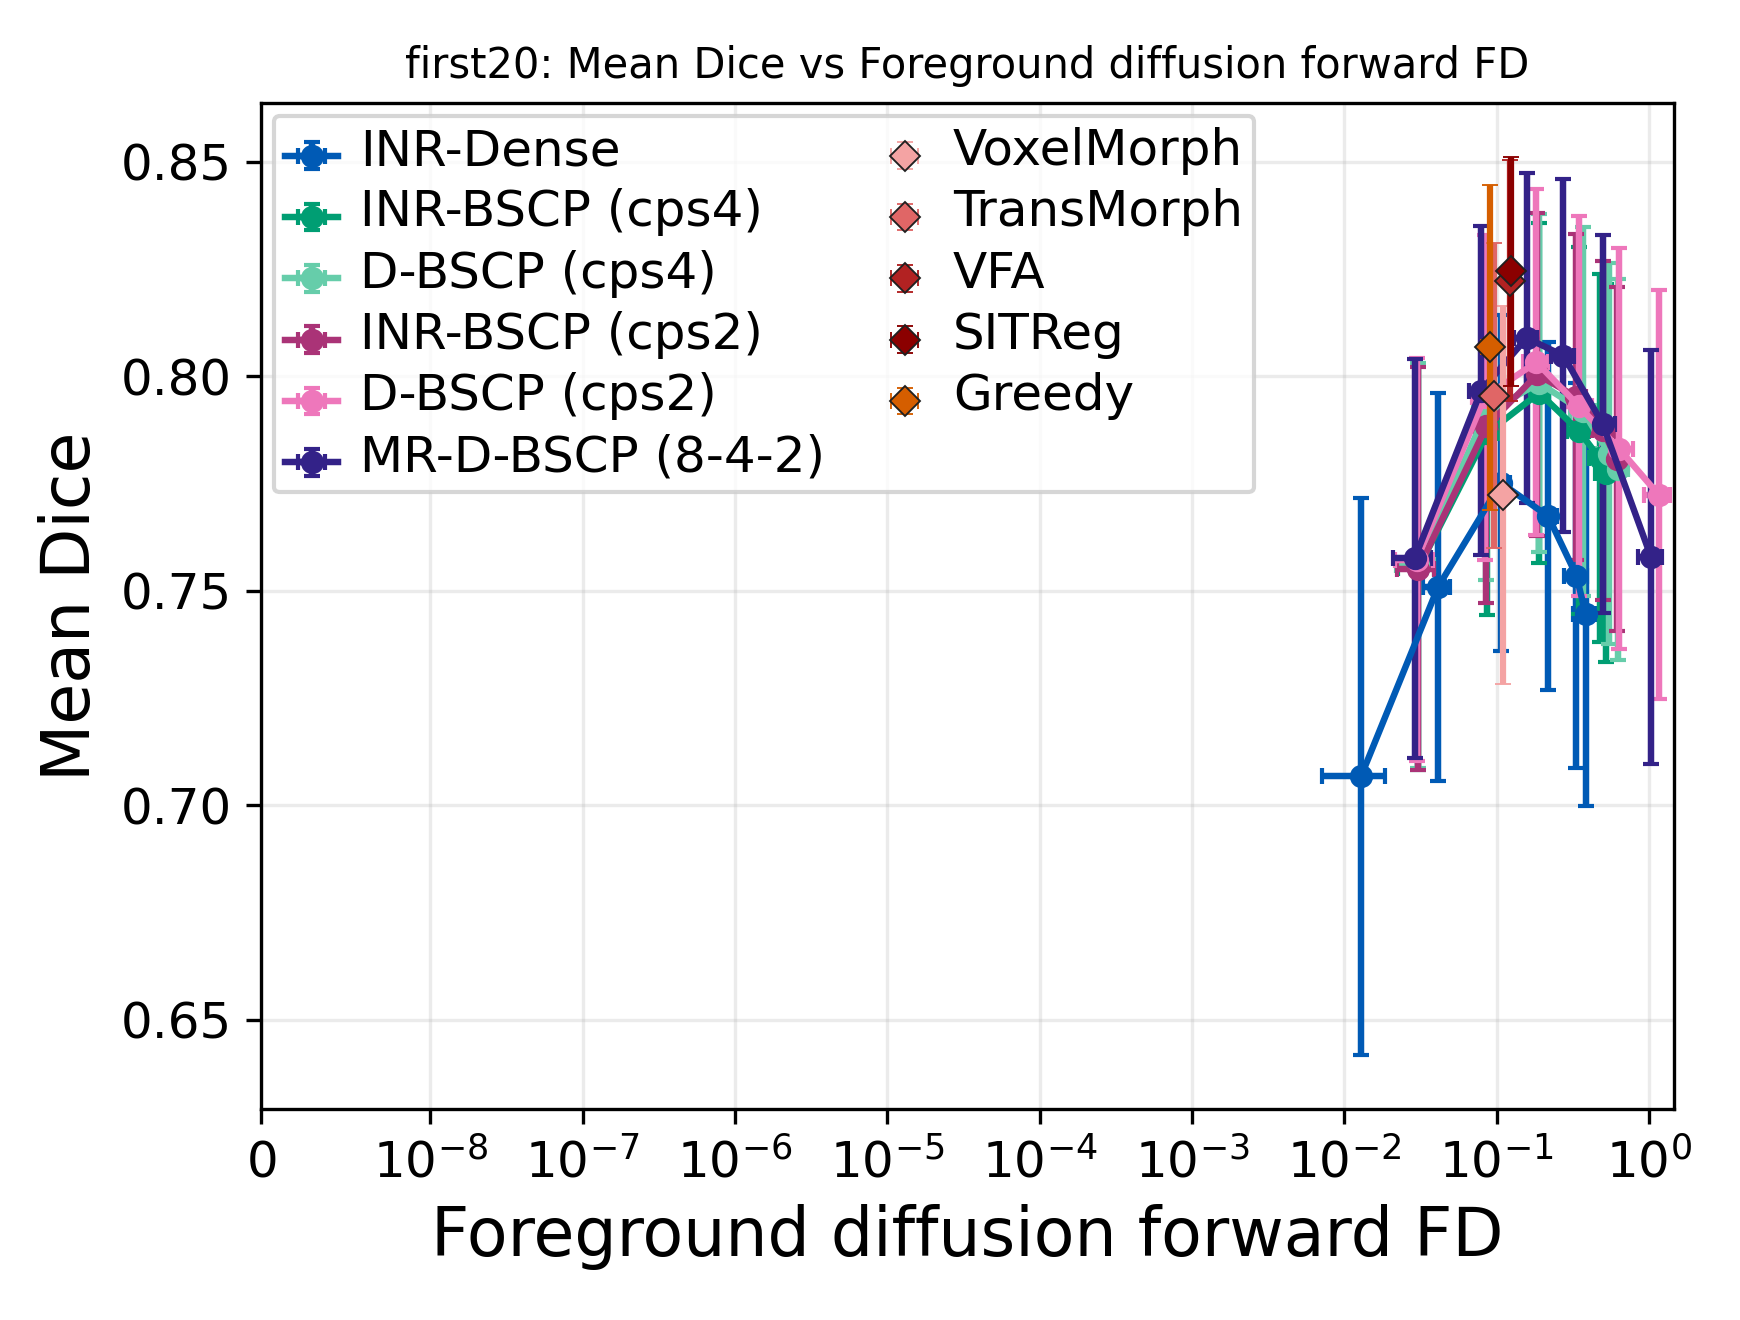 first20: Mean Dice vs Foreground diffusion forward FD
INR-Dense
INR-BSCP (cps4)
D-BSCP (cps4)
INR-BSCP (cps2)
D-BSCP (cps2)
MR-D-BSCP (8-4-2)
VoxelMorph
TransMorph
VFA
SITReg
Greedy
Mean Dice
0.85
0.80
0.75
0.70
0.65
0 10⁻⁸ 10⁻⁷ 10⁻⁶ 10⁻⁵ 10⁻⁴ 10⁻³ 10⁻² 10⁻¹ 10⁰
Foreground diffusion forward FD